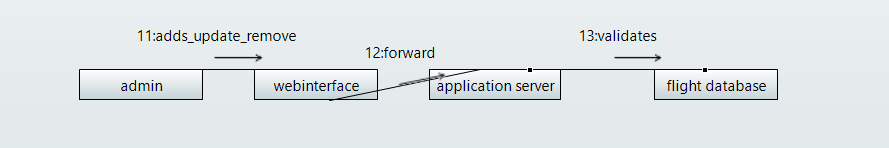 11:adds_update_remove
12:forward
13:validates
admin
webinterface
application server
flight database